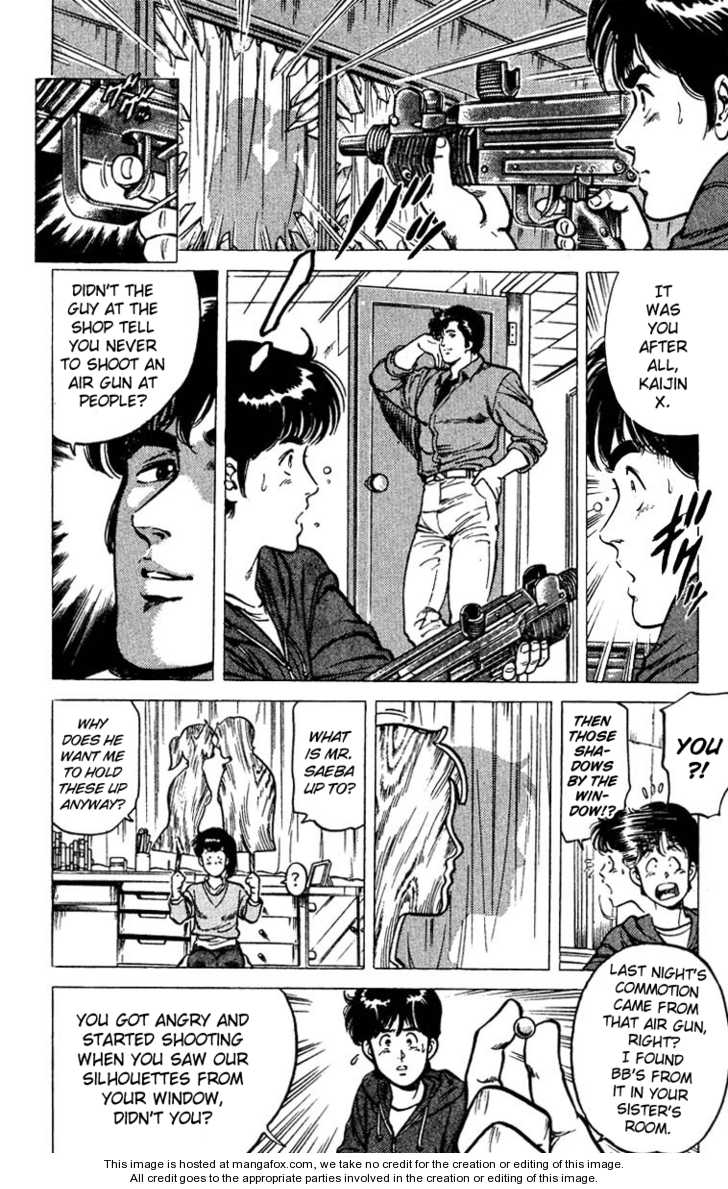 IT
WAS
YOU
AFTER
ALL,
KAIJIN
X.
DIDN'T THE
GUY AT THE
SHOP TELL
YOU NEVER
TO SHOOT AN
AIR GUN AT
PEOPLE?
YOU
?!
THEN
THOSE
SHA-
DOWS
BY THE
WIN-
DOW!?
WHAT
IS MR.
SAEBA
UP TO?
WHY
DOES HE
WANT ME
TO HOLD
THESE UP
ANYWAY?
?
LAST NIGHT'S
COMMOTION
CAME FROM
THAT AIR GUN,
RIGHT?
I FOUND
BB'S FROM
IT IN YOUR
SISTER'S
ROOM.
YOU GOT ANGRY AND
STARTED SHOOTING
WHEN YOU SAW OUR
SILHOUETTES FROM
YOUR WINDOW,
DIDN'T YOU?
This image is hosted at mangafox.com, we take no credit for the creation or editing of this image.
All credit goes to the appropriate parties involved in the creation or editing of this image.